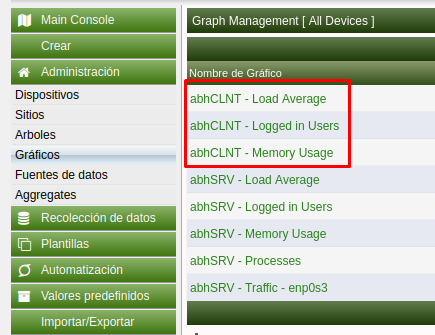 Main Console
Crear
Administración
Dispositivos
Sitios
Arboles
Gráficos
Fuentes de datos
Aggregates
Recolección de datos
Plantillas
Automatización
Valores predefinidos
Importar/Exportar
Graph Management [ All Devices ]
Nombre de Gráfico
abhCLNT - Load Average
abhCLNT - Logged in Users
abhCLNT - Memory Usage
abhSRV - Load Average
abhSRV - Logged in Users
abhSRV - Memory Usage
abhSRV - Processes
abhSRV - Traffic - enp0s3